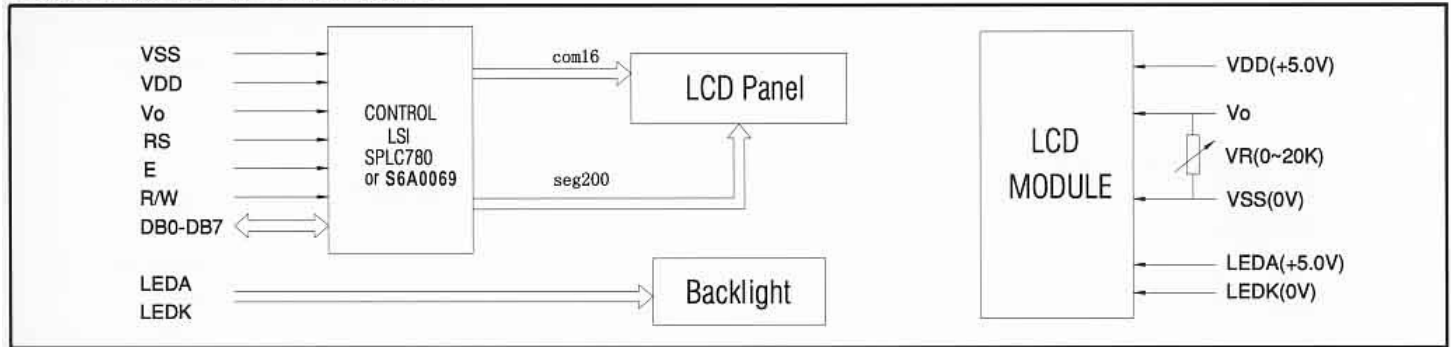 VSS
VDD
Vo
RS
E
R/W
DB0-DB7
LEDA
LEDK
CONTROL
LSI
SPLC780
or S6A0069
com16
seg200
LCD Panel
Backlight
LCD
MODULE
VDD(+5.0V)
Vo
VR(0~20K)
VSS(0V)
LEDA(+5.0V)
LEDK(0V)